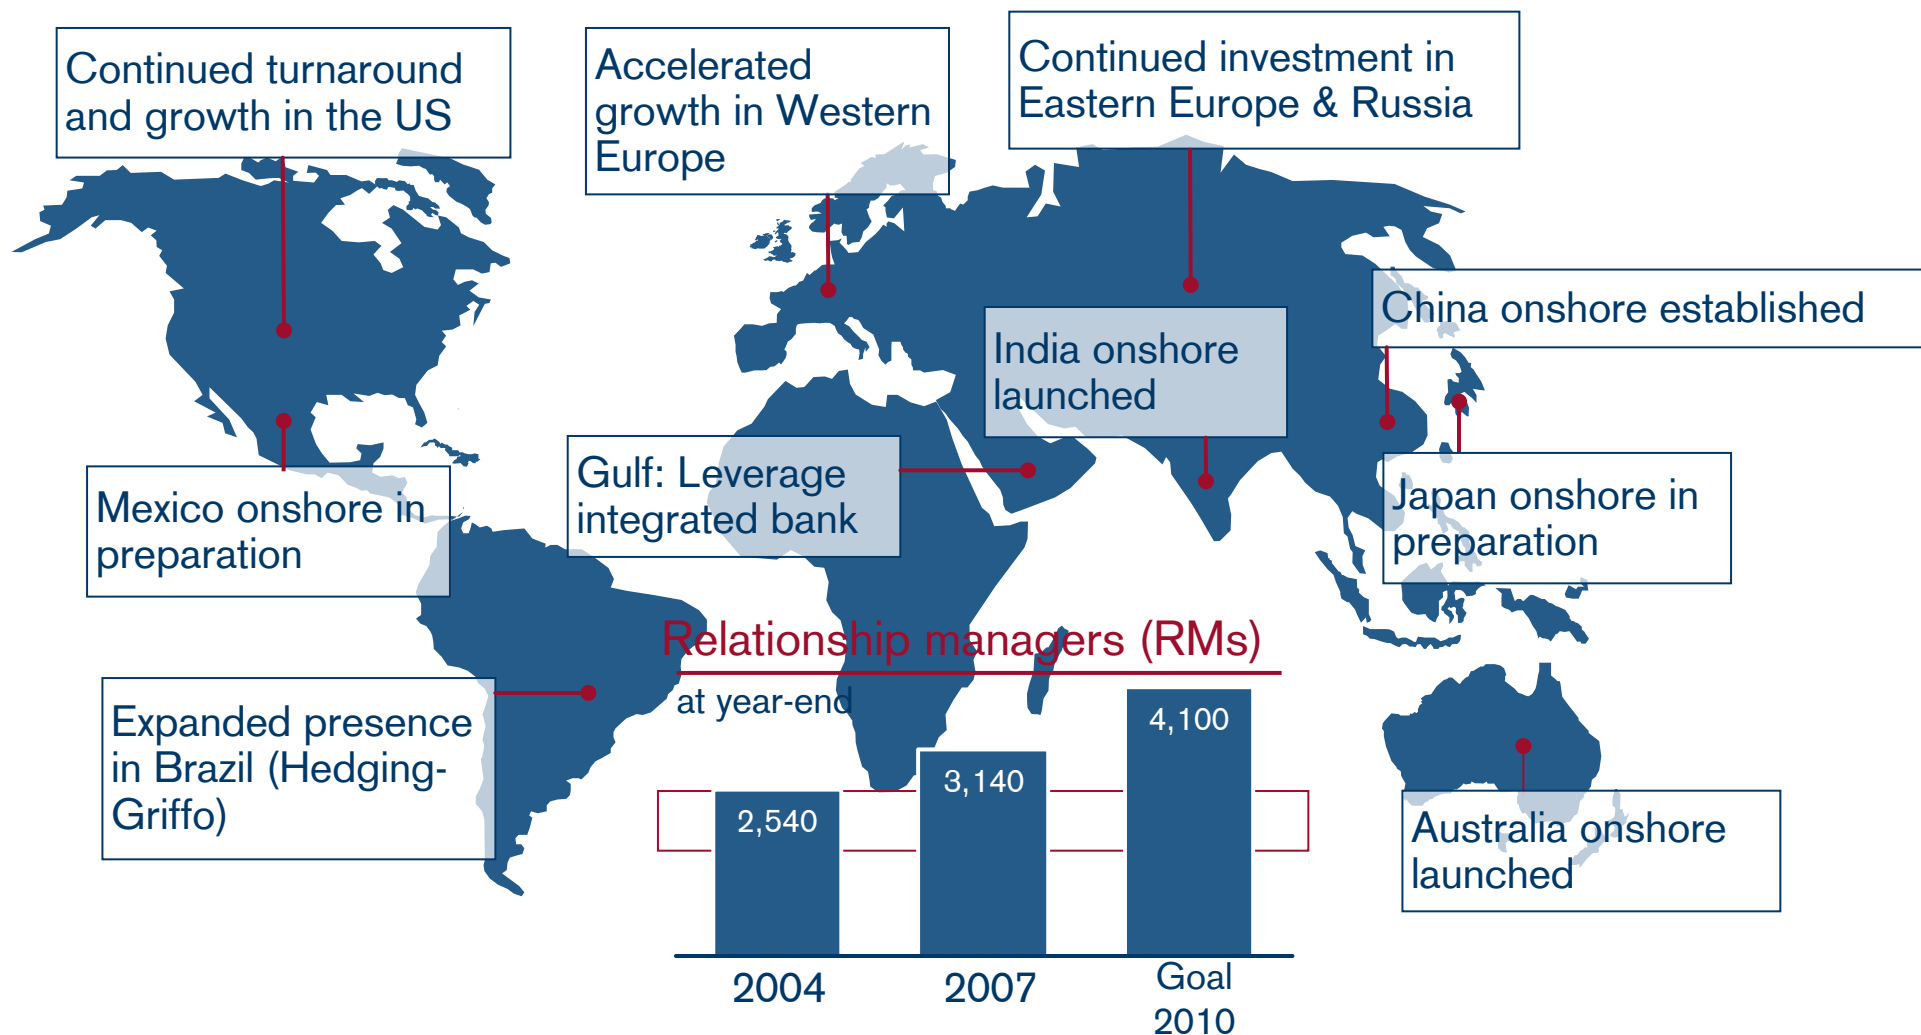 Continued turnaround
and growth in the US
Accelerated
growth in Western
Europe
Continued investment in
Eastern Europe & Russia
China onshore established
India onshore
launched
Gulf: Leverage
integrated bank
Mexico onshore in
preparation
Japan onshore in
preparation
Expanded presence
in Brazil (Hedging-
Griffo)
Australia onshore
launched
Relationship managers (RMs)
at year-end
2,540
3,140
4,100
2004
2007
Goal
2010